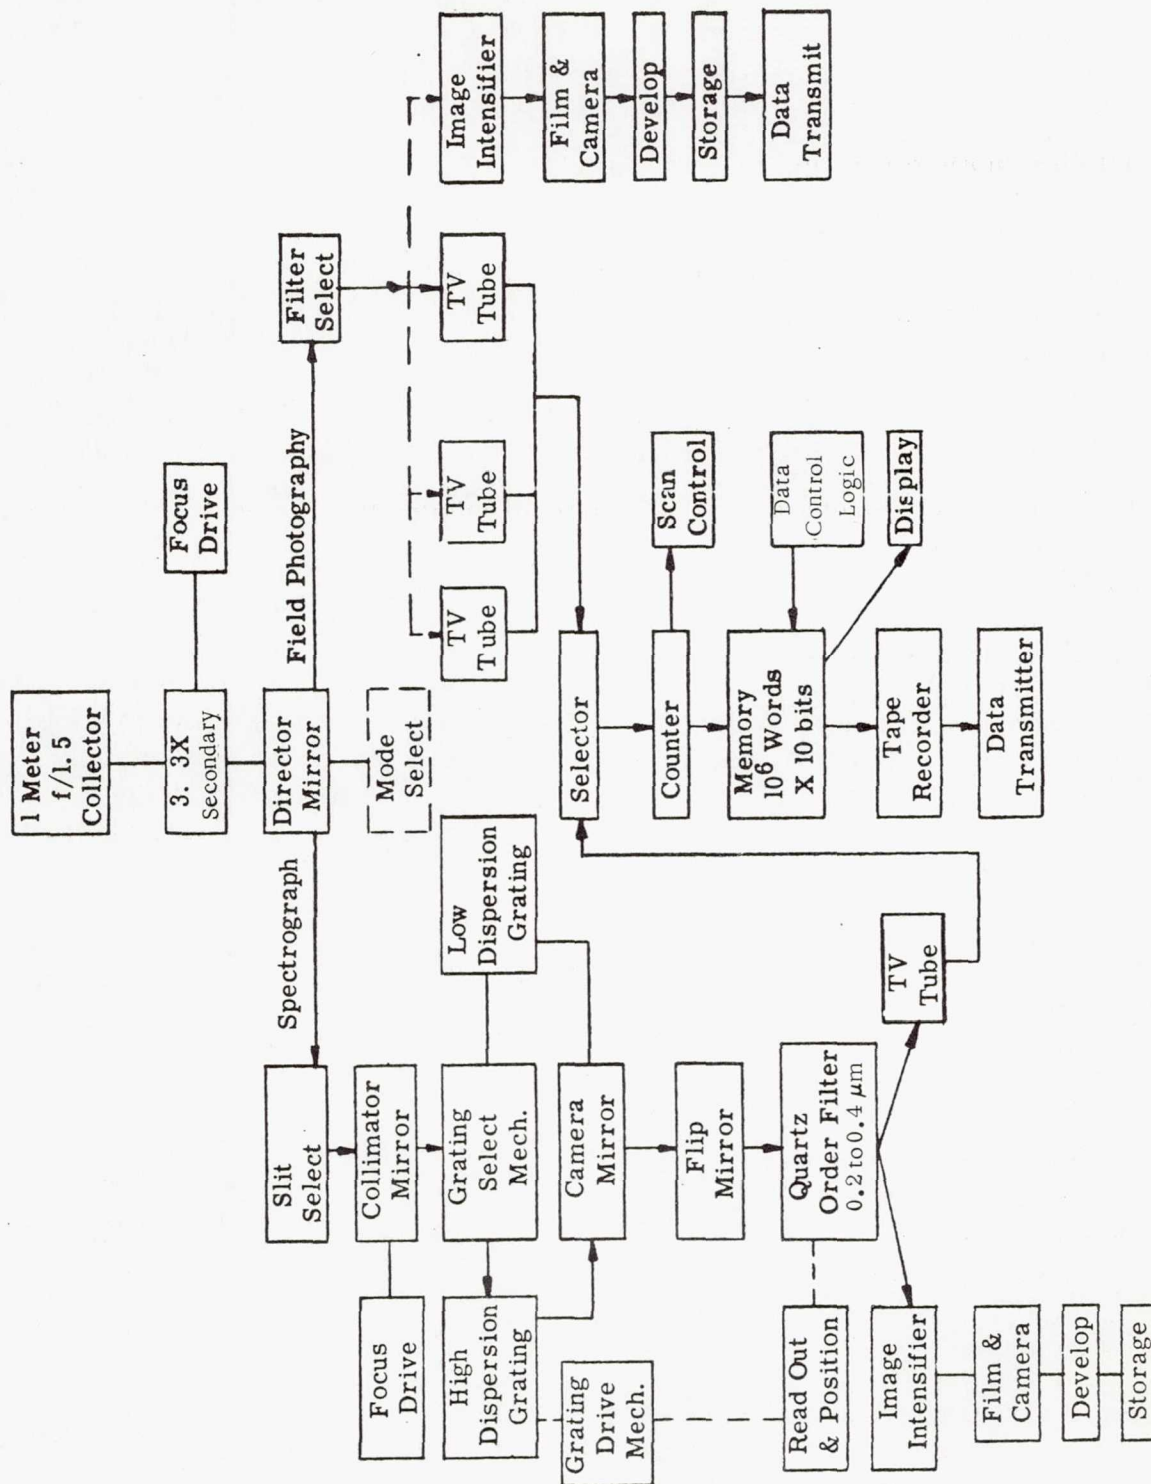 1 Meter
f/1.5
Collector
3. 3X
Secondary
Focus
Drive
Director
Mirror
Mode
Select
Spectrograph
Field Photography
Slit
Select
Collimator
Mirror
Focus
Drive
Grating
Select
Mech.
High
Dispersion
Grating
Low
Dispersion
Grating
Grating
Drive
Mech.
Camera
Mirror
Flip
Mirror
Quartz
Order Filter
0.2 to 0.4 μm
Read Out
& Position
Image
Intensifier
Film &
Camera
Develop
Storage
TV
Tube
Filter
Select
TV
Tube
TV
Tube
TV
Tube
Image
Intensifier
Film &
Camera
Develop
Storage
Data
Transmit
Selector
Counter
Scan
Control
Memory
10⁶ Words
X 10 bits
Data
Control
Logic
Display
Tape
Recorder
Data
Transmitter